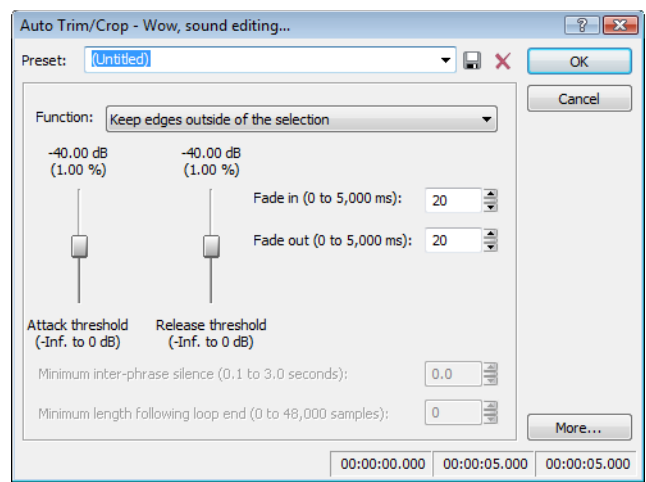 Auto Trim/Crop - Wow, sound editing...
Preset: (Untitled)
OK
Cancel
Function: Keep edges outside of the selection
-40.00 dB -40.00 dB
(1.00 %) (1.00 %)
Fade in (0 to 5,000 ms): 20
Fade out (0 to 5,000 ms): 20
Attack threshold Release threshold
(-Inf. to 0 dB) (-Inf. to 0 dB)
Minimum inter-phrase silence (0.1 to 3.0 seconds): 0.0
Minimum length following loop end (0 to 48,000 samples): 0
More...
00:00:00.000 00:00:05.000 00:00:05.000